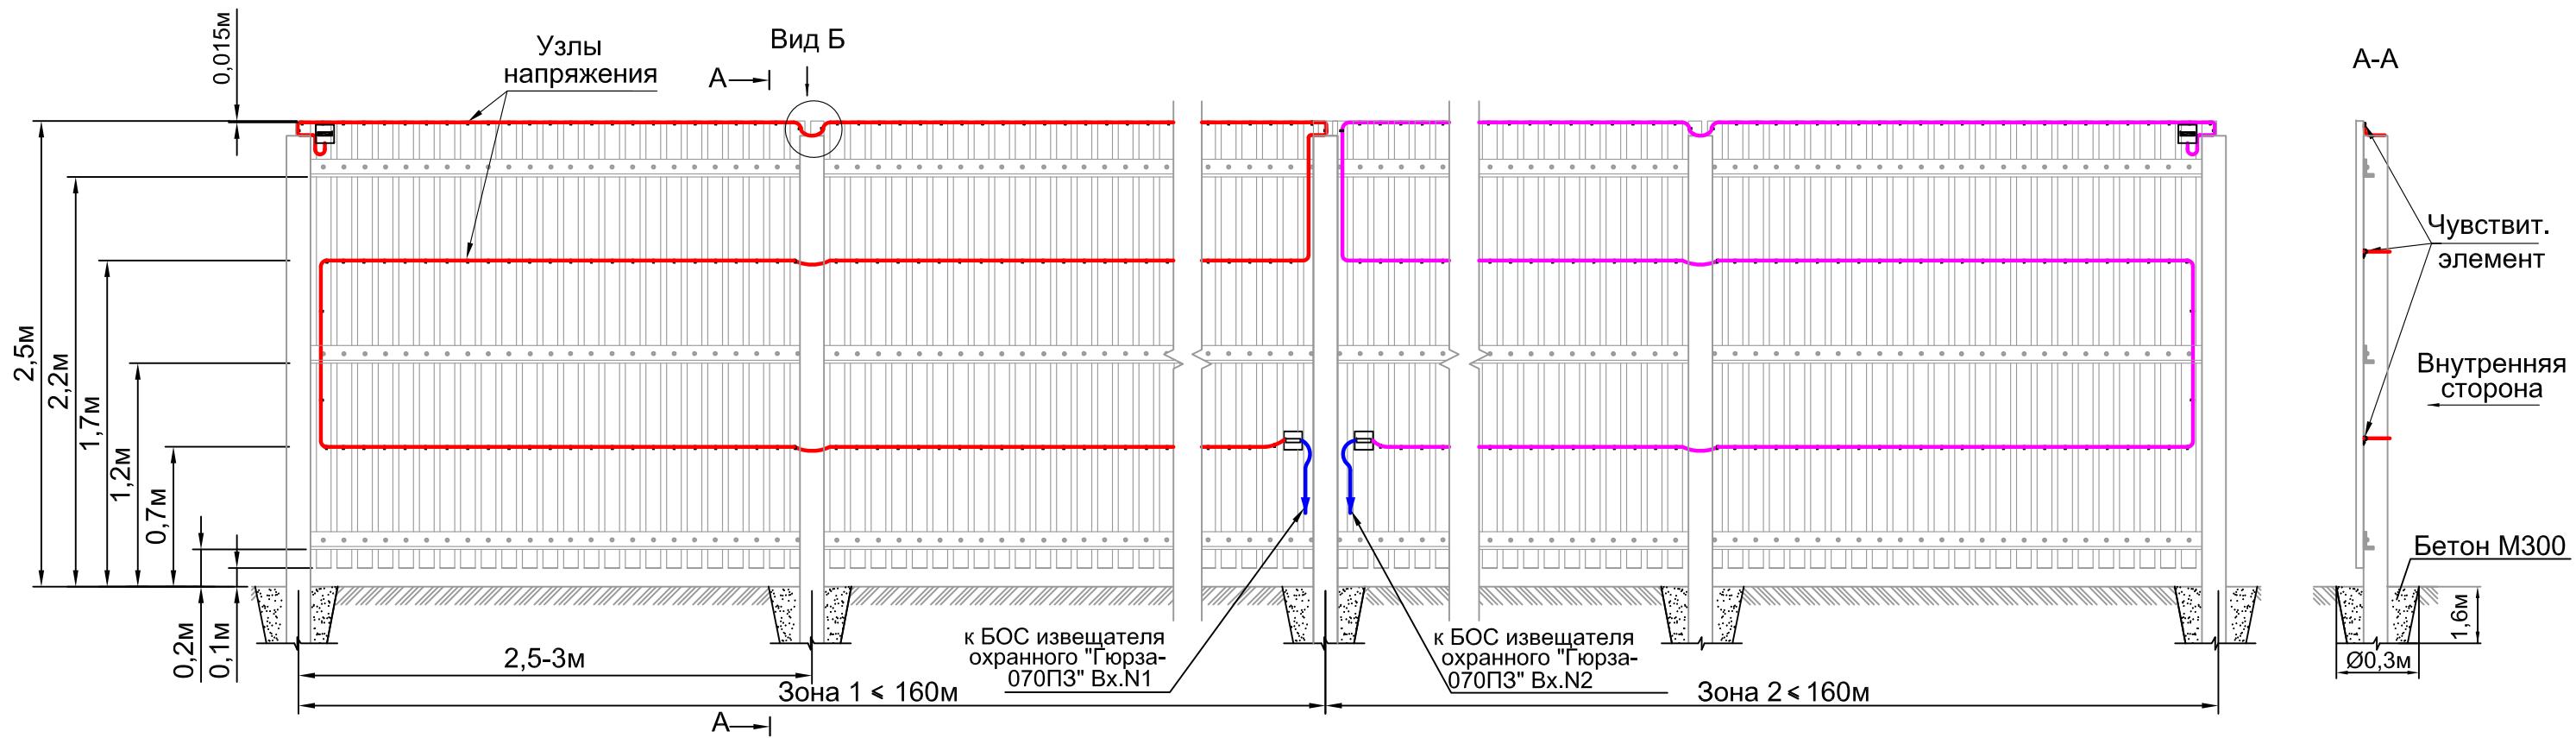 0,015м
Узлы
напряжения
А
Вид Б
А-А
2,5м
2,2м
1,7м
1,2м
0,7м
0,2м
0,1м
Чувствит.
элемент
Внутренняя
сторона
Бетон М300
1,6м
Ø0,3м
2,5-3м
к БОС извещателя
охранного "Гюрза-
070ПЗ" Вх.N1
к БОС извещателя
охранного "Гюрза-
070ПЗ" Вх.N2
Зона 1 ⩽ 160м
Зона 2 ⩽ 160м
А